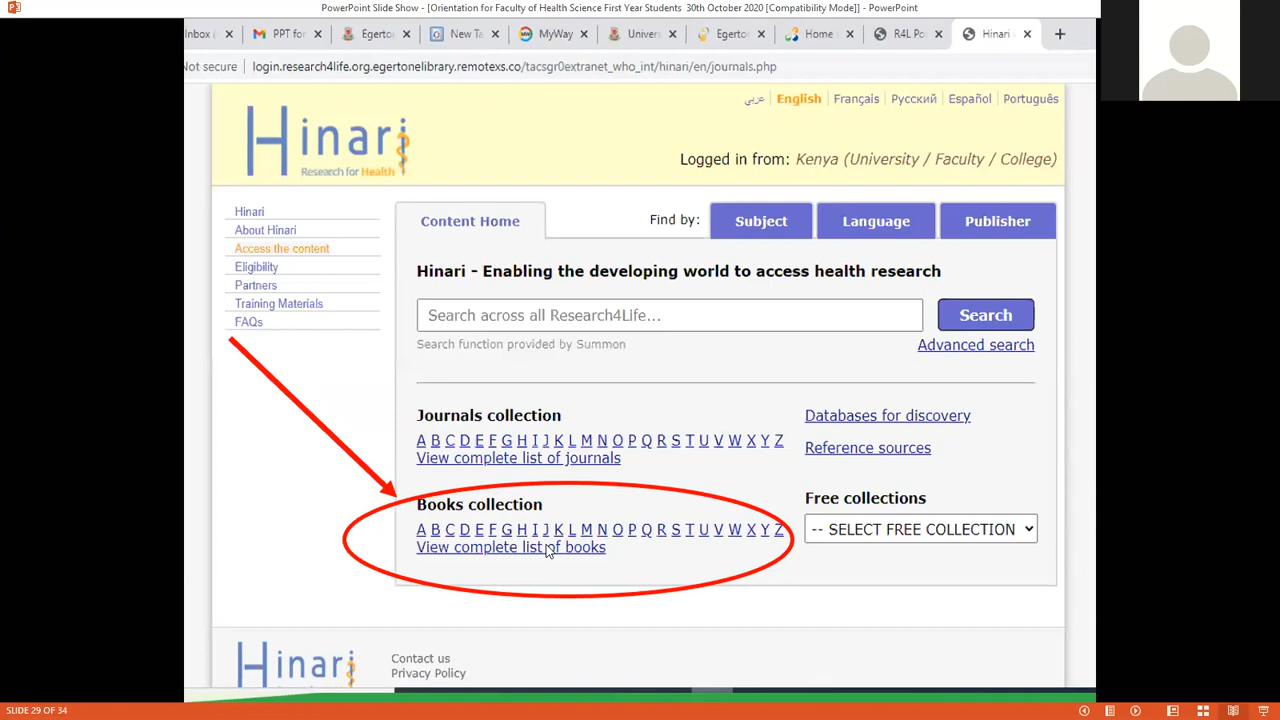 PowerPoint Slide Show - [Orientation for Faculty of Health Science First Year Students 30th October 2020 [Compatibility Mode]] - PowerPoint
Inbox (
PPT for
Egerto
New Ta
MyWay
Univer
Egerto
Home
R4L Po
Hinari
Not secure login.research4life.org.egertonelibrary.remotexs.co/tacsgr0extranet_who_int/hinari/en/journals.php
عربي English Français Русский Español Português
Hinari
Research for Health
Logged in from: Kenya (University / Faculty / College)
Hinari
About Hinari
Access the content
Eligibility
Partners
Training Materials
FAQs
Content Home
Find by:
Subject
Language
Publisher
Hinari - Enabling the developing world to access health research
Search across all Research4Life...
Search
Search function provided by Summon
Advanced search
Journals collection
A B C D E F G H I J K L M N O P Q R S T U V W X Y Z
View complete list of journals
Databases for discovery
Reference sources
Books collection
A B C D E F G H I J K L M N O P Q R S T U V W X Y Z
View complete list of books
Free collections
-- SELECT FREE COLLECTION
Hinari
Contact us
Privacy Policy
SLIDE 29 OF 34